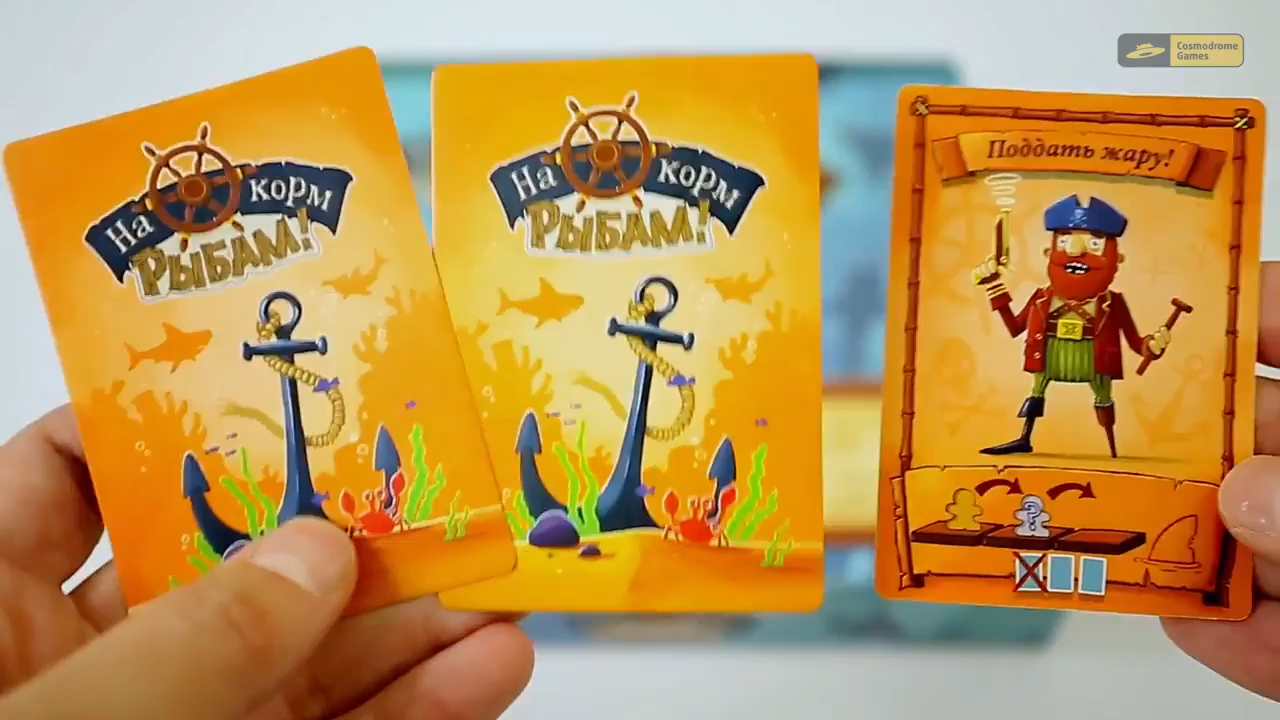 На корм
РЫБАМ!
На корм
РЫБАМ!
Поддать жару!
Cosmodrome
Games